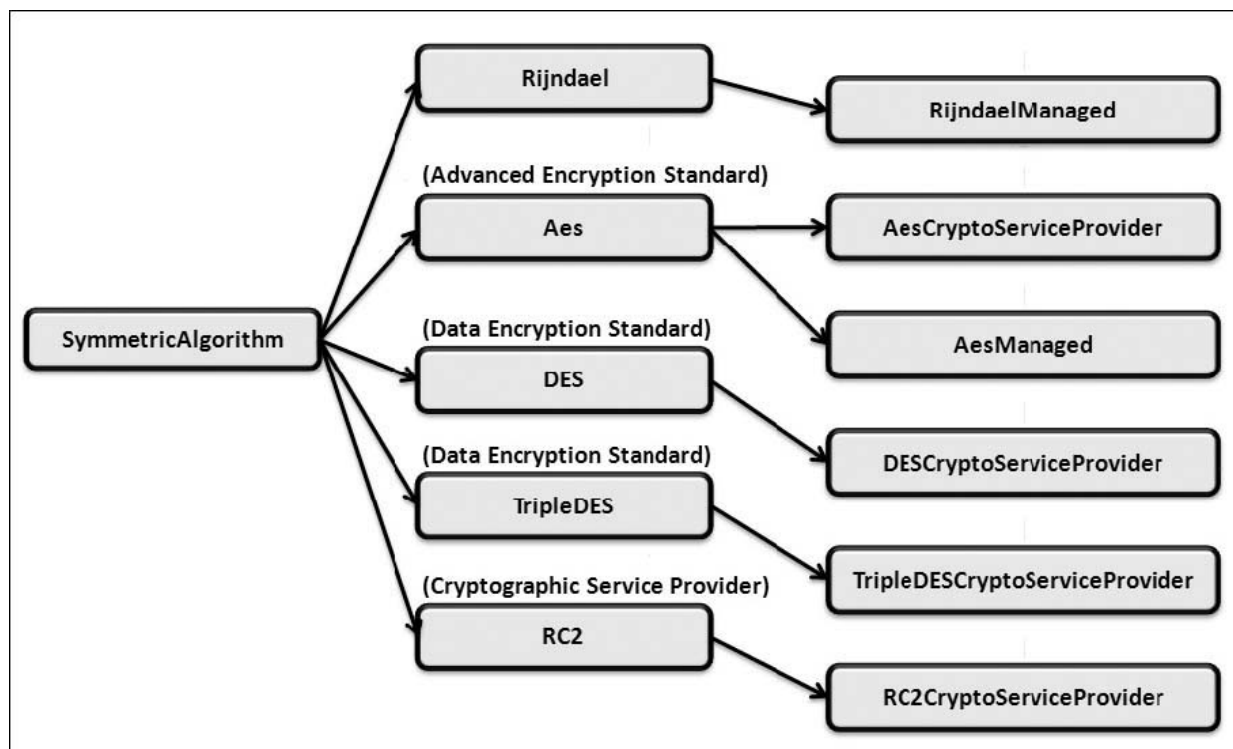 Rijndael
RijndaelManaged
(Advanced Encryption Standard)
Aes
AesCryptoServiceProvider
SymmetricAlgorithm
(Data Encryption Standard)
AesManaged
DES
(Data Encryption Standard)
DESCryptoServiceProvider
TripleDES
TripleDESCryptoServiceProvider
(Cryptographic Service Provider)
RC2
RC2CryptoServiceProvider